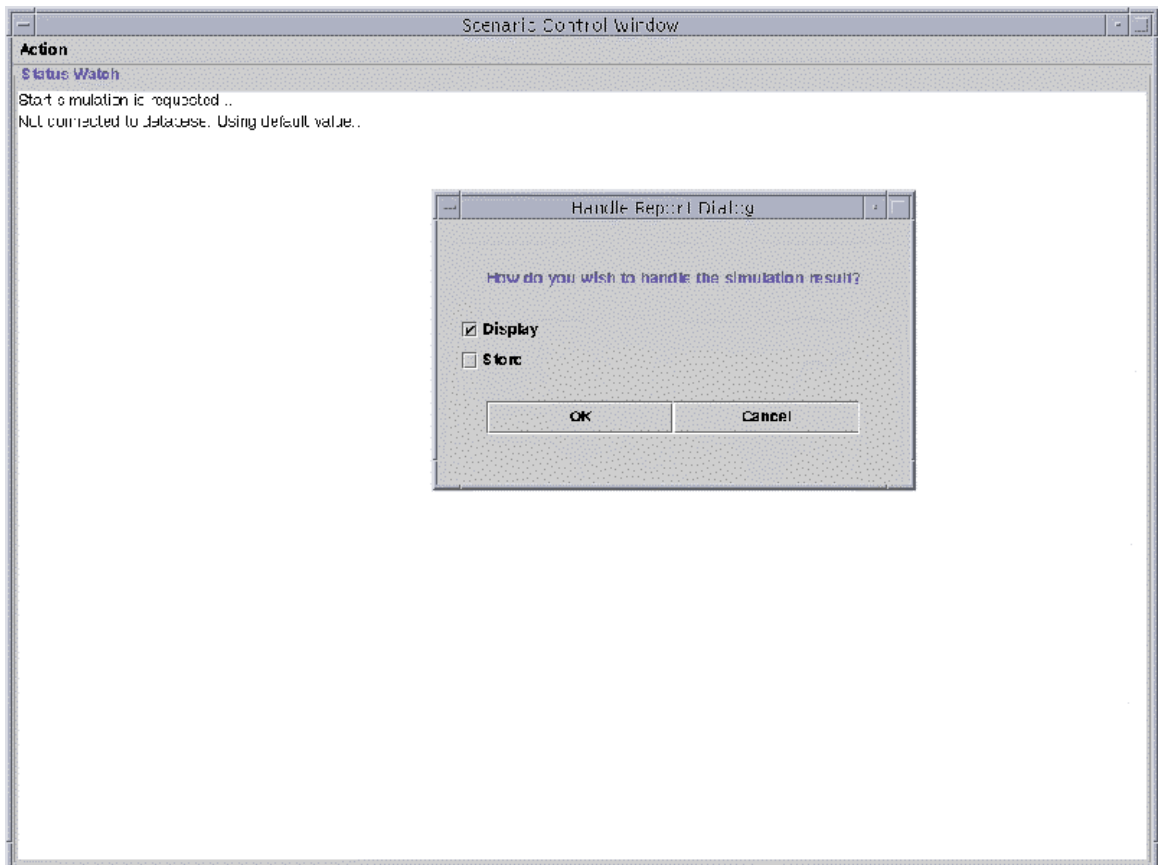 Scenario Control Window
Action
Status Watch
Start simulation is requested...
Not connected to database. Using default value..
Handle Report Dialog
How do you wish to handle the simulation result?
Display
Store
OK
Cancel